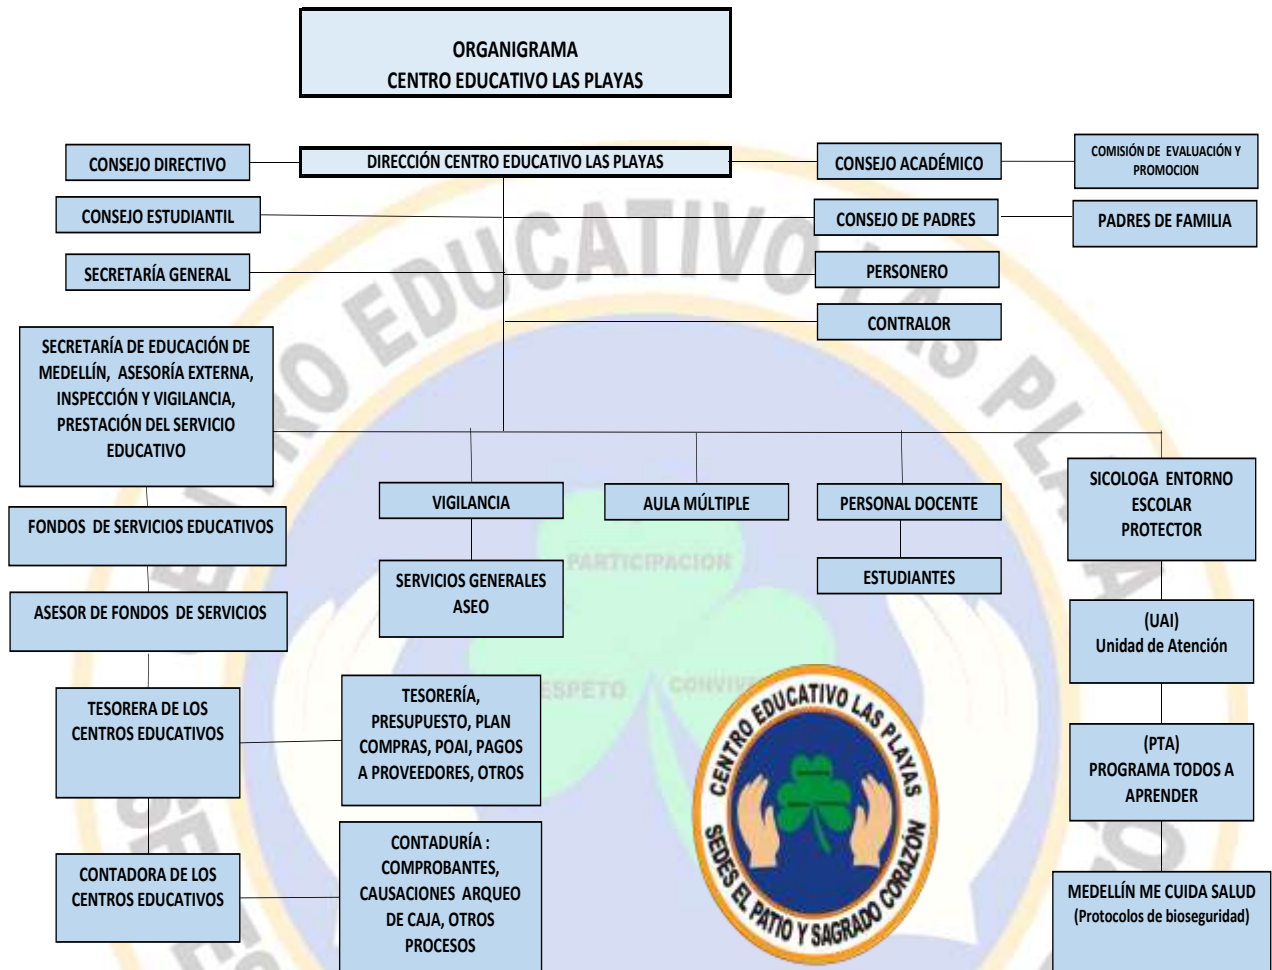 ORGANIGRAMA
CENTRO EDUCATIVO LAS PLAYAS
CONSEJO DIRECTIVO
DIRECCIÓN CENTRO EDUCATIVO LAS PLAYAS
CONSEJO ACADÉMICO
COMISIÓN DE EVALUACIÓN Y
PROMOCION
CONSEJO ESTUDIANTIL
CONSEJO DE PADRES
PADRES DE FAMILIA
SECRETARÍA GENERAL
PERSONERO
CONTRALOR
SECRETARÍA DE EDUCACIÓN DE
MEDELLÍN, ASESORÍA EXTERNA,
INSPECCIÓN Y VIGILANCIA,
PRESTACIÓN DEL SERVICIO
EDUCATIVO
VIGILANCIA
AULA MÚLTIPLE
PERSONAL DOCENTE
SICOLOGA ENTORNO
ESCOLAR
PROTECTOR
FONDOS DE SERVICIOS EDUCATIVOS
SERVICIOS GENERALES
ASEO
ESTUDIANTES
ASESOR DE FONDOS DE SERVICIOS
(UAI)
Unidad de Atención
TESORERA DE LOS
CENTROS EDUCATIVOS
TESORERÍA,
PRESUPUESTO, PLAN
COMPRAS, POAI, PAGOS
A PROVEEDORES, OTROS
(PTA)
PROGRAMA TODOS A
APRENDER
CONTADORA DE LOS
CENTROS EDUCATIVOS
CONTADURÍA :
COMPROBANTES,
CAUSACIONES ARQUEO
DE CAJA, OTROS
PROCESOS
MEDELLÍN ME CUIDA SALUD
(Protocolos de bioseguridad)
CENTRO EDUCATIVO LAS PLAYAS
SEDES EL PATIO Y SAGRADO CORAZÓN
EDUCATIVO LAS PLA
PARTICIPACION